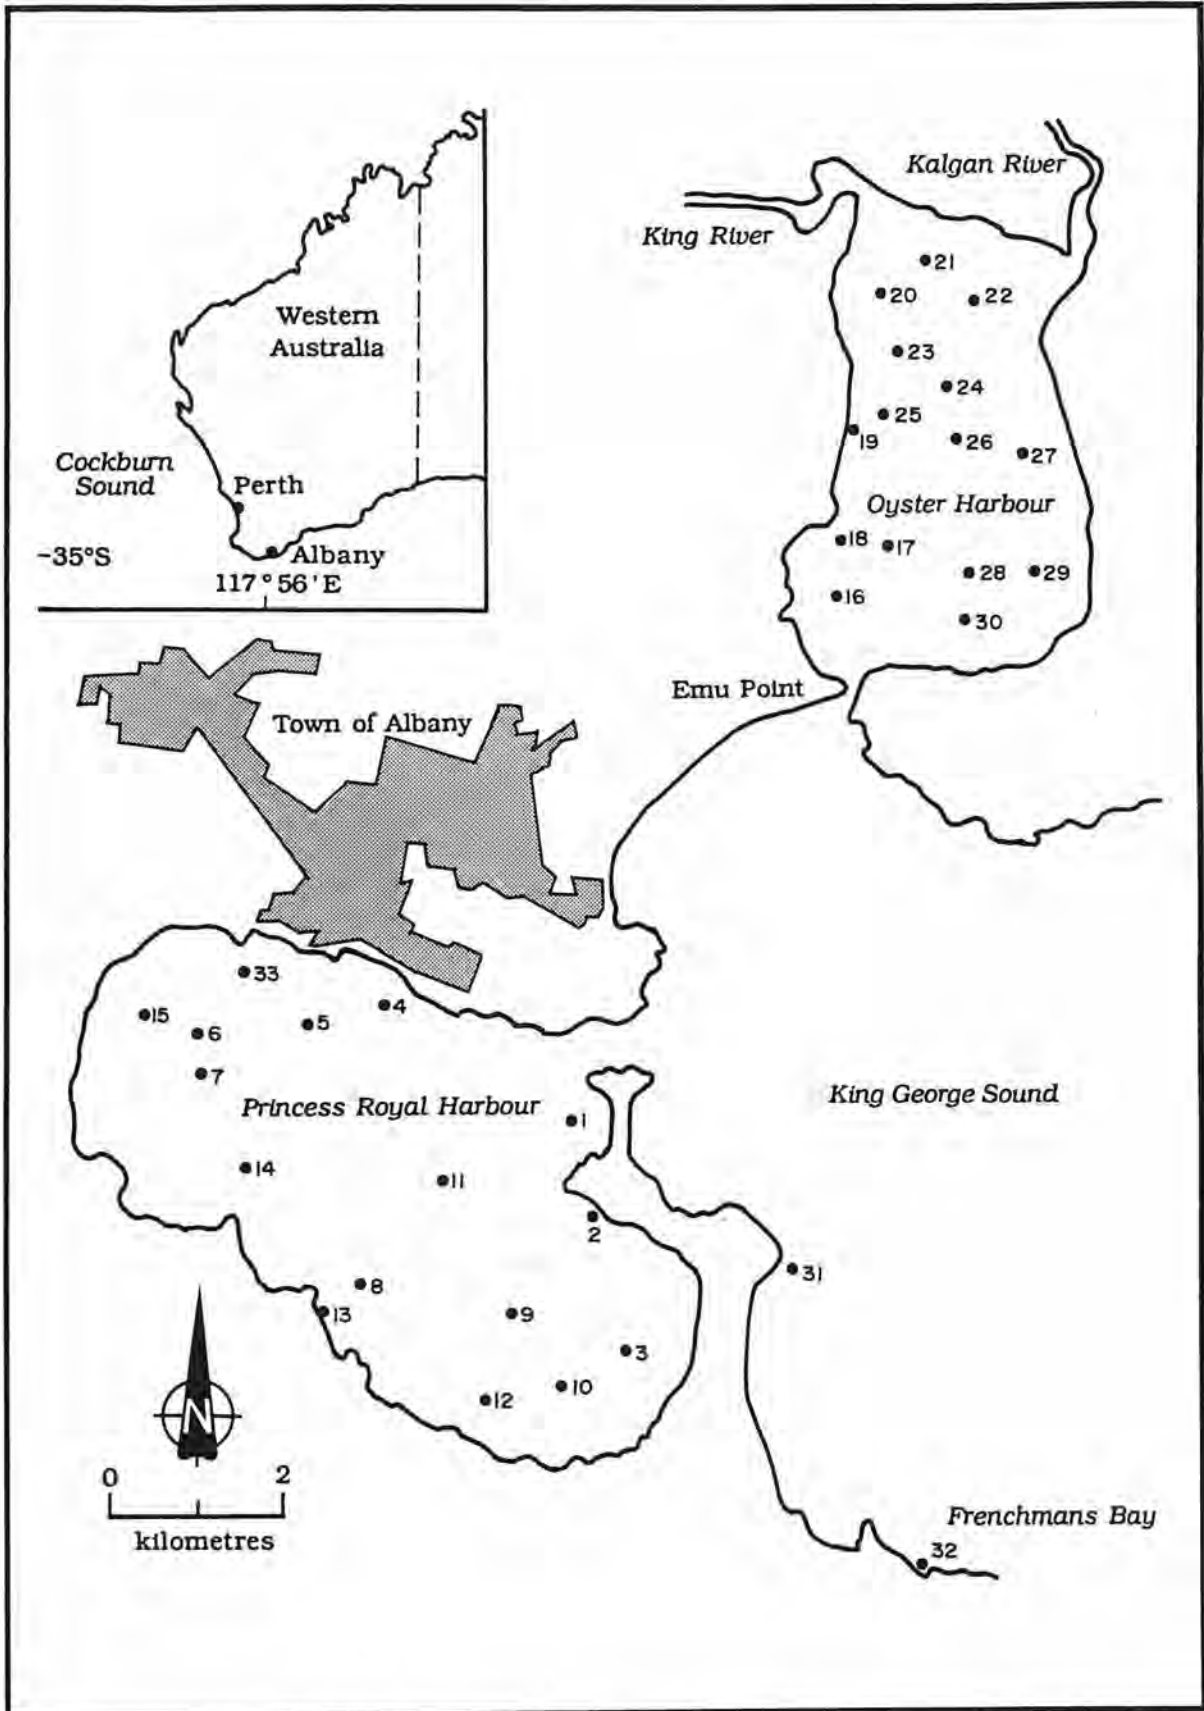 Kalgan River
King River
21
20
22
Western
Australia
23
24
25
19
26
27
Cockburn
Sound
Perth
Oyster Harbour
-35°S
Albany
117° 56' E
18
17
28
29
16
30
Emu Point
Town of Albany
33
15
4
5
6
7
Princess Royal Harbour
King George Sound
1
14
11
2
31
8
13
9
3
10
12
N
0
2
kilometres
Frenchmans Bay
32